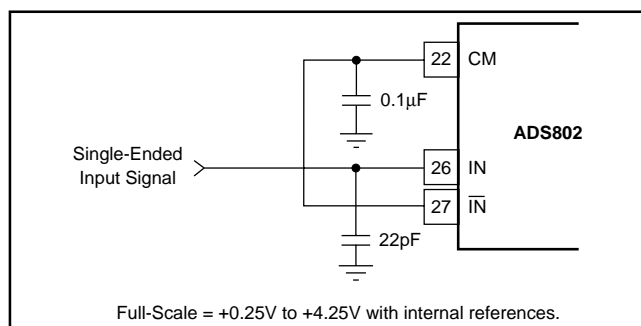 22 CM
0.1μF
ADS802
Single-Ended
Input Signal
26 IN
27 I̅N̅
22pF
Full-Scale = +0.25V to +4.25V with internal references.